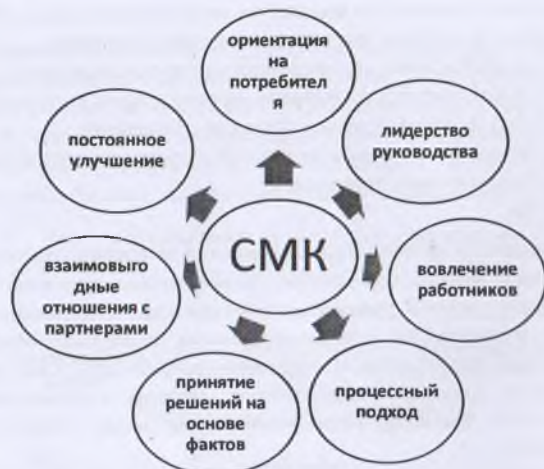 ориентация
на
потребител
я
лидерство
руководства
вовлечение
работников
процессный
подход
принятие
решений на
основе
фактов
взаимовыго
дные
отношения с
партнерами
постоянное
улучшение
СМК